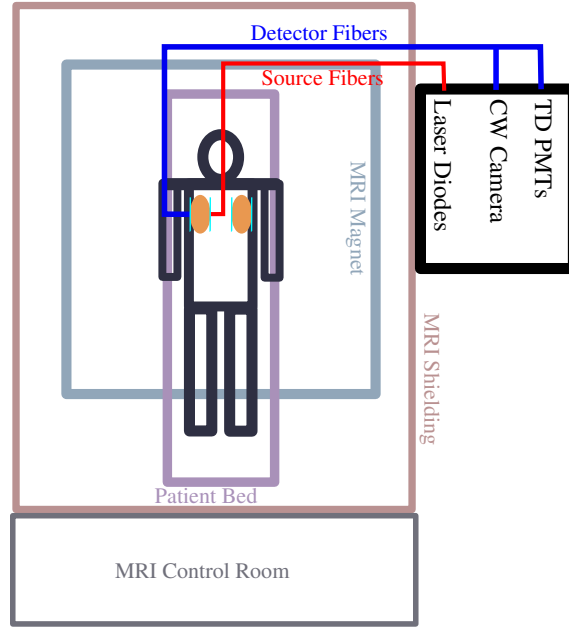 Detector Fibers
Source Fibers
Laser Diodes
CW Camera
TD PMTs
MRI Magnet
MRI Shielding
Patient Bed
MRI Control Room